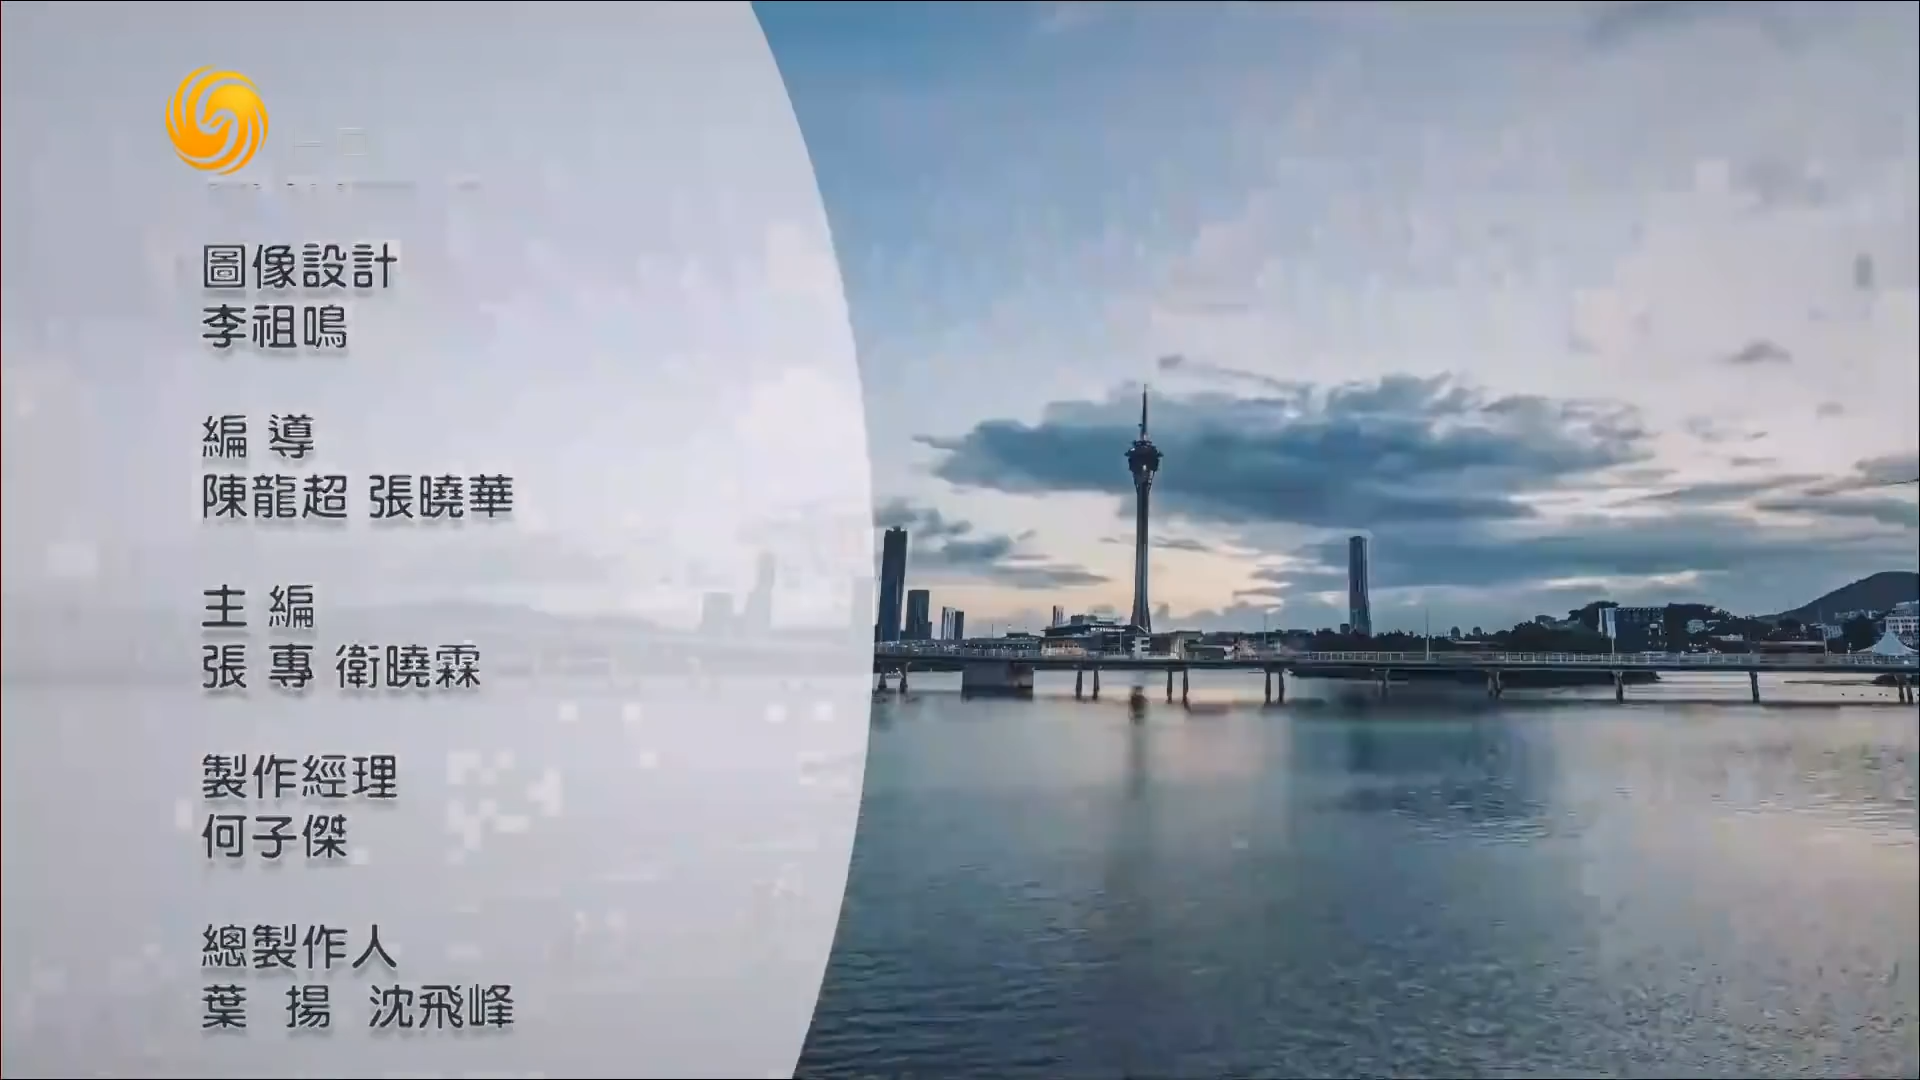 圖像設計
李祖鳴
編 導
陳龍超 張曉華
主 編
張 專 衛曉霖
製作經理
何子傑
總製作人
葉 揚 沈飛峰